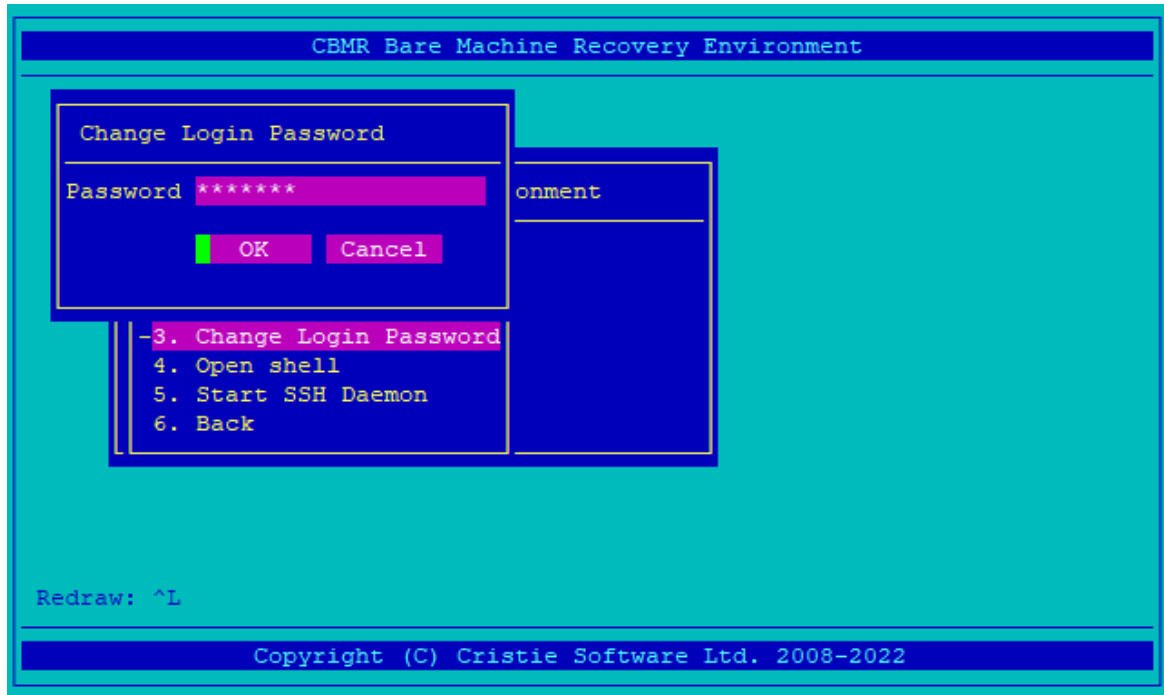 CBMR Bare Machine Recovery Environment
Change Login Password
Password *******
onment
OK Cancel
-3. Change Login Password
4. Open shell
5. Start SSH Daemon
6. Back
Redraw: ^L
Copyright (C) Cristie Software Ltd. 2008-2022